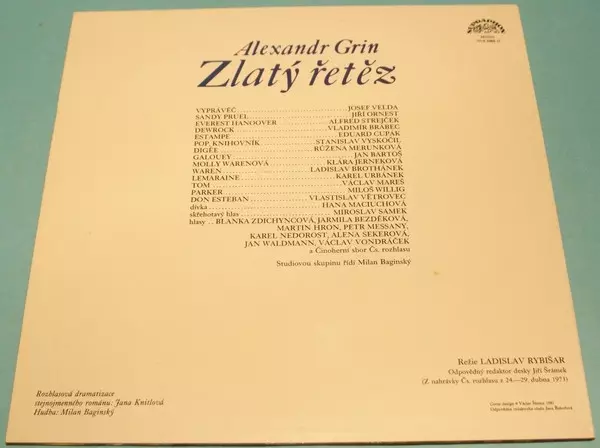 SUPRAPHON
Alexandr Grin
Zlatý řetěz
VYPRÁVĚČ JOSEF VELDA
SANDY PRUEL JIŘÍ ORNEST
EVEREST HANOOVER ALFRED STREJČEK
DEWROCK VLADIMÍR BRABEC
ESTAMPE EDUARD CUPÁK
POP, KNIHOVNÍK STANISLAV VYSKOČIL
DIGÉE RŮŽENA MERUNKOVÁ
GALOUEY JAN BARTOŠ
MOLLY WARENOVÁ KLÁRA JERNEKOVÁ
WAREN LADISLAV BROTHÁNEK
LEMARAINE KAREL URBÁNEK
TOM VÁCLAV MAREŠ
PARKER MILOŠ WILLIG
DON ESTEBAN VLASTISLAV VĚTROVEC
dívka HANA MACIUCHOVÁ
skřehotavý hlas MIROSLAV SAMEK
hlasy .. BLANKA ZDICHYNCOVÁ, JARMILA BEZDĚKOVÁ,
MARTIN HRON, PETR MESSANY,
KAREL NEDOROST, ALENA SEKEROVÁ,
JAN WALDMANN, VÁCLAV VONDRÁČEK
a Činoherní sbor Čs. rozhlasu
Studiovou skupinu řídí Milan Baginský
Režie LADISLAV RYBIŠAR
Odpovědný redaktor desky Jiří Šrámek
(Z nahrávky Čs. rozhlasu z 24.—29. dubna 1971)
Rozhlasová dramatizace
stejnojmenného románu: Jana Knitlová
Hudba: Milan Baginský